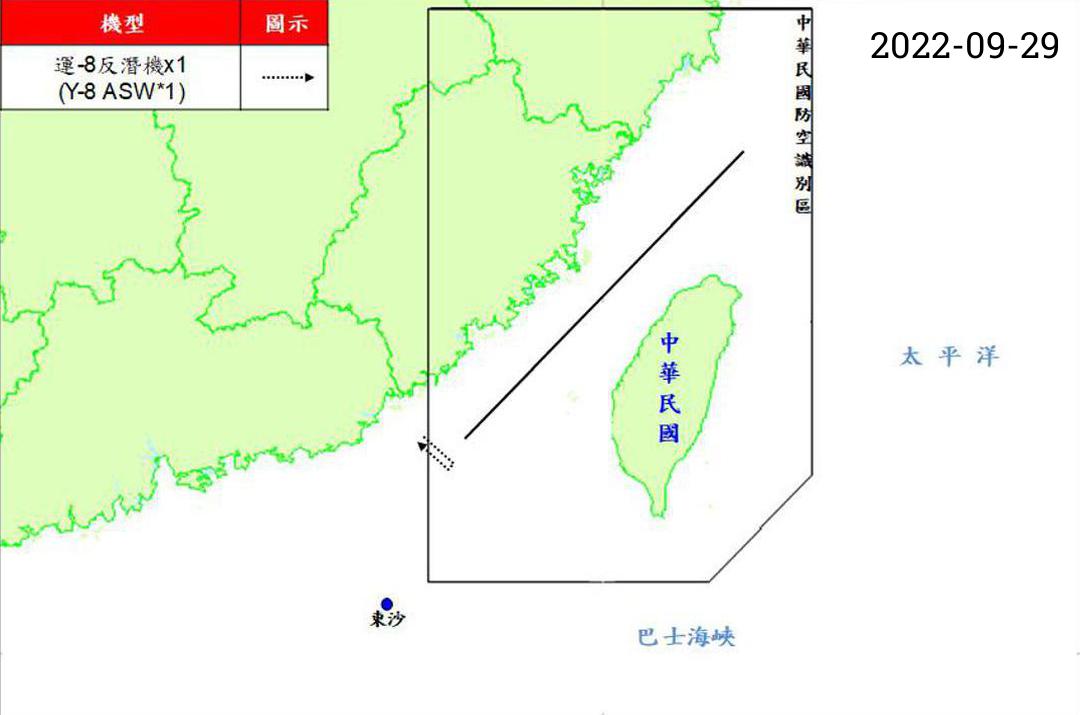 機型 圖示
運-8反潛機x1
(Y-8 ASW*1)
2022-09-29
中華民國防空識別區
中華民國
太平洋
東沙
巴士海峽